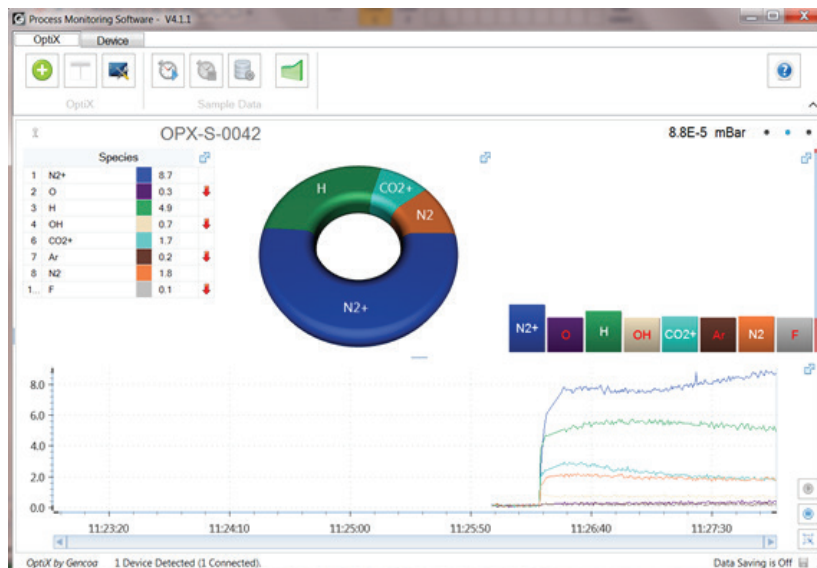 Process Monitoring Software - V4.1.1
OptiX Device
OptiX Sample Data
OPX-S-0042 8.8E-5 mBar
Species
1 N2+ 8.7
2 O 0.3
3 H 4.9
4 OH 0.7
6 CO2+ 1.7
7 Ar 0.2
8 N2 1.8
1... F 0.1
H CO2+ N2 N2+
N2+ O H OH CO2+ Ar N2 F
8.0
6.0
4.0
2.0
0.0
11:23:20 11:24:10 11:25:00 11:25:50 11:26:40 11:27:30
OptiX by Gencoa 1 Device Detected (1 Connected). Data Saving is Off